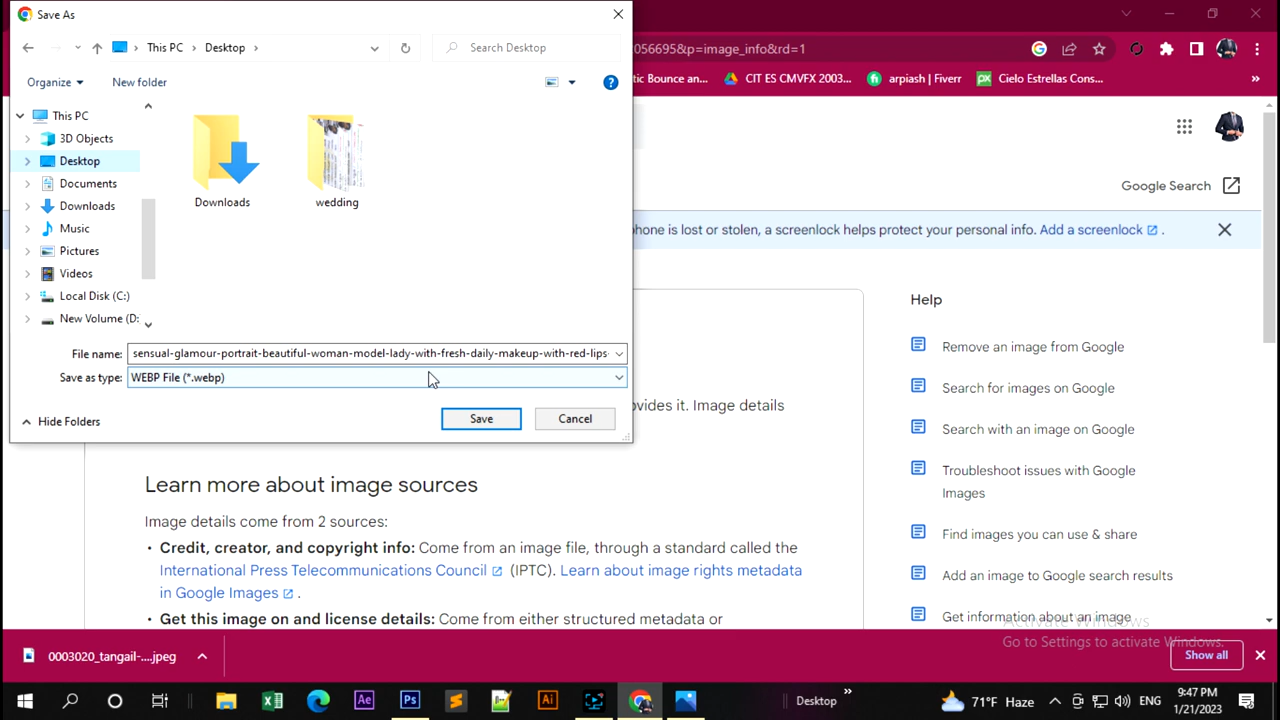 Save As
This PC
Desktop
Search Desktop
056695&p=image_info&rd=1
Organize
New folder
tic Bounce an...
CIT ES CMVFX 2003...
arpiash | Fiverr
Cielo Estrellas Cons...
This PC
3D Objects
Desktop
Documents
Downloads
Music
Pictures
Videos
Local Disk (C:)
New Volume (D:
Downloads
wedding
File name:
sensual-glamour-portrait-beautiful-woman-model-lady-with-fresh-daily-makeup-with-red-lips-
Save as type:
WEBP File (*.webp)
Hide Folders
Save
Cancel
Google Search
phone is lost or stolen, a screenlock helps protect your personal info. Add a screenlock .
Help
Remove an image from Google
Search for images on Google
Search with an image on Google
Troubleshoot issues with Google
Images
Find images you can use & share
Add an image to Google search results
Get information about an image
ovides it. Image details
Learn more about image sources
Image details come from 2 sources:
• Credit, creator, and copyright info: Come from an image file, through a standard called the
International Press Telecommunications Council (IPTC). Learn about image rights metadata
in Google Images .
• Get this image on and license details: Come from either structured metadata or
Activate Windows
Go to Settings to activate Windows.
0003020_tangail-....jpeg
Show all
Ae
Ps
Ai
Desktop
71°F Haze
ENG
9:47 PM
1/21/2023